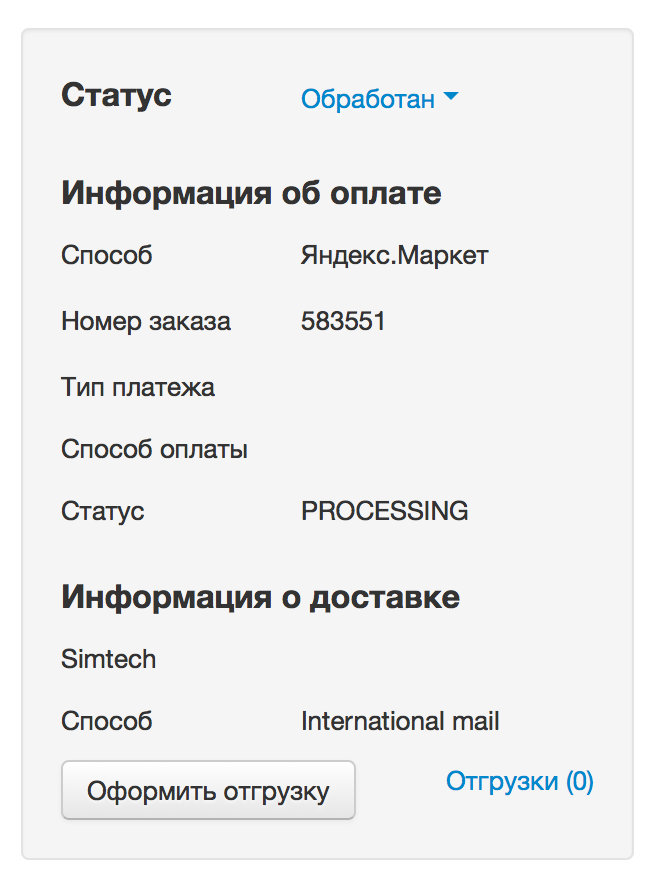 Статус Обработан
Информация об оплате
Способ Яндекс.Маркет
Номер заказа 583551
Тип платежа
Способ оплаты
Статус PROCESSING
Информация о доставке
Simtech
Способ International mail
Оформить отгрузку Отгрузки (0)